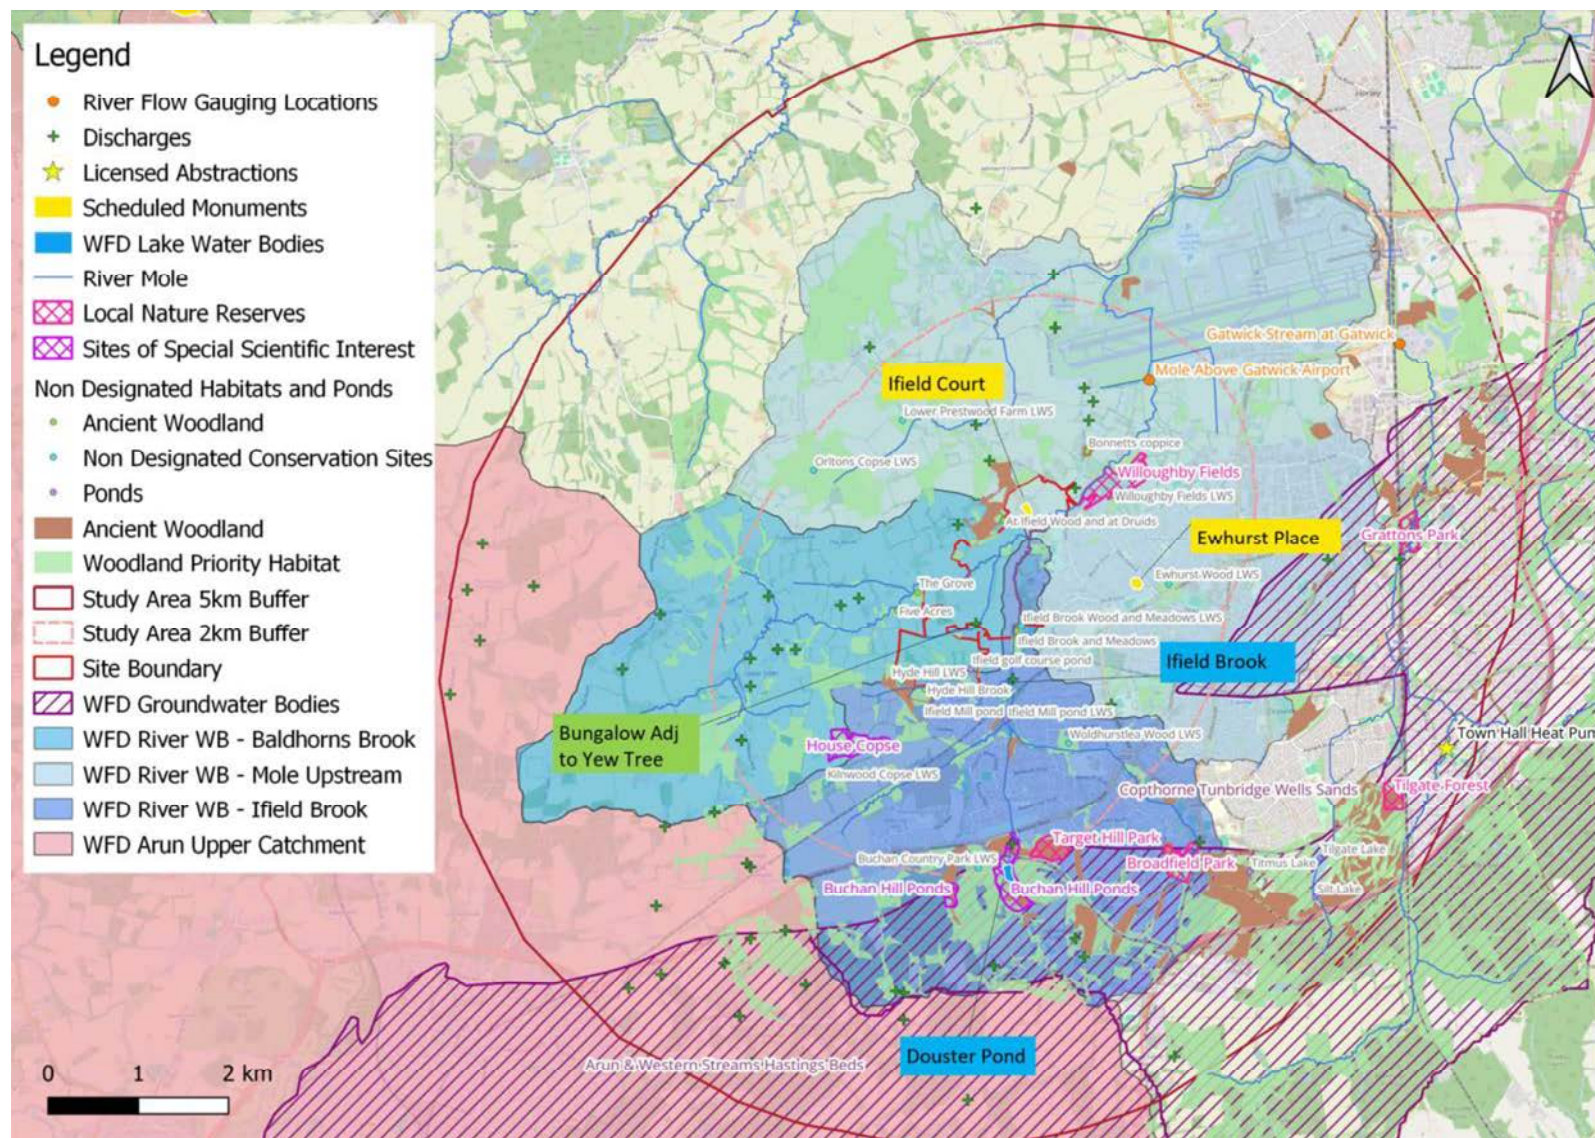 Legend
River Flow Gauging Locations
Discharges
Licensed Abstractions
Scheduled Monuments
WFD Lake Water Bodies
River Mole
Local Nature Reserves
Sites of Special Scientific Interest
Non Designated Habitats and Ponds
Ancient Woodland
Non Designated Conservation Sites
Ponds
Ancient Woodland
Woodland Priority Habitat
Study Area 5km Buffer
Study Area 2km Buffer
Site Boundary
WFD Groundwater Bodies
WFD River WB - Baldhorns Brook
WFD River WB - Mole Upstream
WFD River WB - Ifield Brook
WFD Arun Upper Catchment
0 1 2 km
Gatwick Stream at Gatwick
Mole Above Gatwick Airport
Ifield Court
Lower Prestwood Farm LWS
Bonnetts coppice
Orltons Copse LWS
Willoughby Fields
Willoughby Fields LWS
At Ifield Wood and at Druids
Ewhurst Place
Grattons Park
Ewhurst Wood LWS
The Grove
Five Acres
Ifield Brook Wood and Meadows LWS
Ifield Brook and Meadows
Ifield golf course pond
Ifield Brook
Hyde Hill LWS
Hyde Hill Brook
Ifield Mill pond
Ifield Mill pond LWS
Bungalow Adj
to Yew Tree
House Copse
Woldhurstlea Wood LWS
Town Hall Heat Pum
Kilnwood Copse LWS
Copthorne Tunbridge Wells Sands
Tilgate Forest
Target Hill Park
Tilgate Lake
Buchan Country Park LWS
Broadfield Park
Titmus Lake
Buchan Hill Ponds
Buchan Hill Ponds
Silt Lake
Douster Pond
Arun & Western Streams Hastings Beds